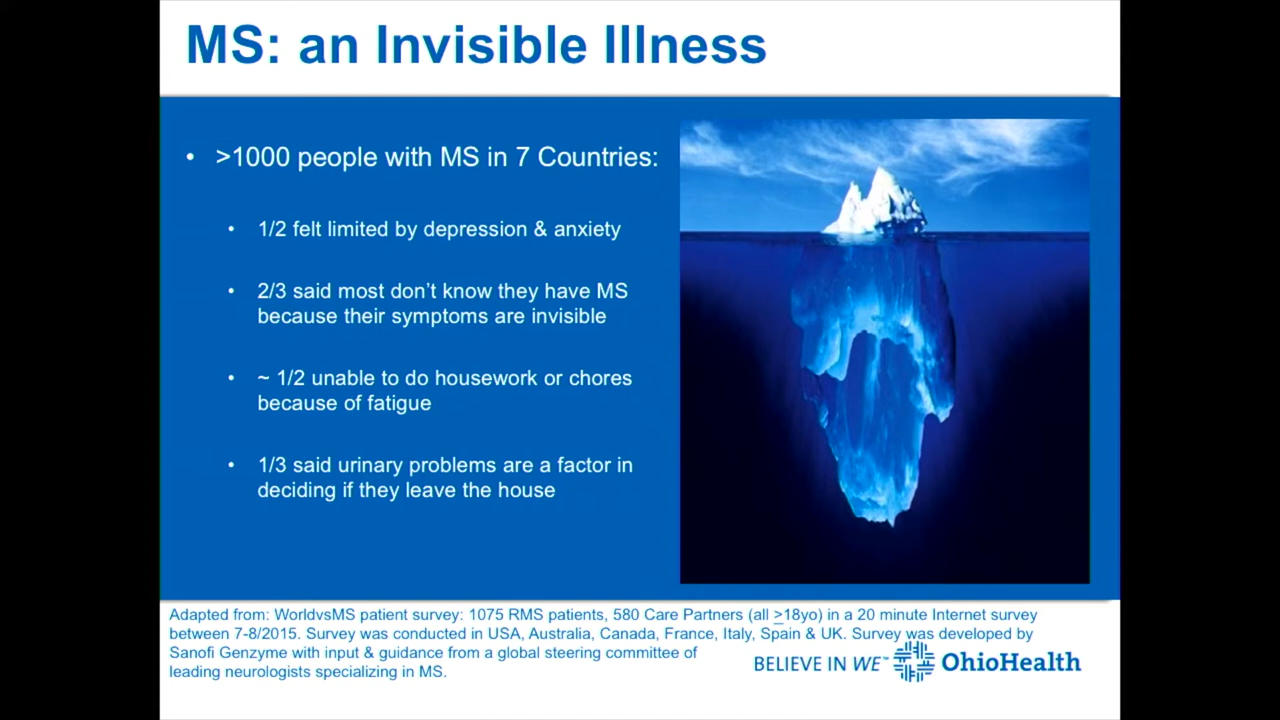 MS: an Invisible Illness
• >1000 people with MS in 7 Countries:
• 1/2 felt limited by depression & anxiety
• 2/3 said most don't know they have MS
because their symptoms are invisible
• ~ 1/2 unable to do housework or chores
because of fatigue
• 1/3 said urinary problems are a factor in
deciding if they leave the house
Adapted from: WorldvsMS patient survey: 1075 RMS patients, 580 Care Partners (all >18yo) in a 20 minute Internet survey
between 7-8/2015. Survey was conducted in USA, Australia, Canada, France, Italy, Spain & UK. Survey was developed by
Sanofi Genzyme with input & guidance from a global steering committee of
leading neurologists specializing in MS.
BELIEVE IN WE™ OhioHealth